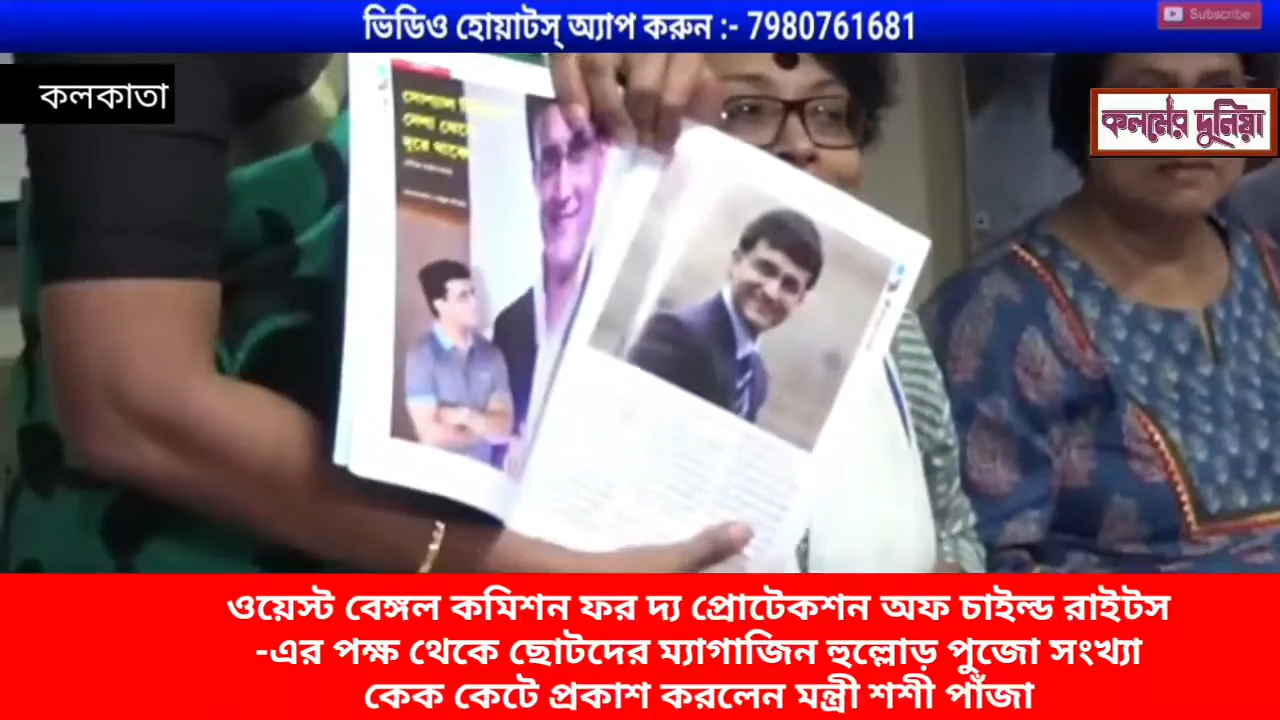 ভিডিও হোয়াটস্ অ্যাপ করুন :- 7980761681
Subscribe
কলকাতা
কলমের দুনিয়া
দূরে থাকো
ওয়েস্ট বেঙ্গল কমিশন ফর দ্য প্রোটেকশন অফ চাইল্ড রাইটস
-এর পক্ষ থেকে ছোটদের ম্যাগাজিন হুল্লোড় পুজো সংখ্যা
কেক কেটে প্রকাশ করলেন মন্ত্রী শশী পাঁজা